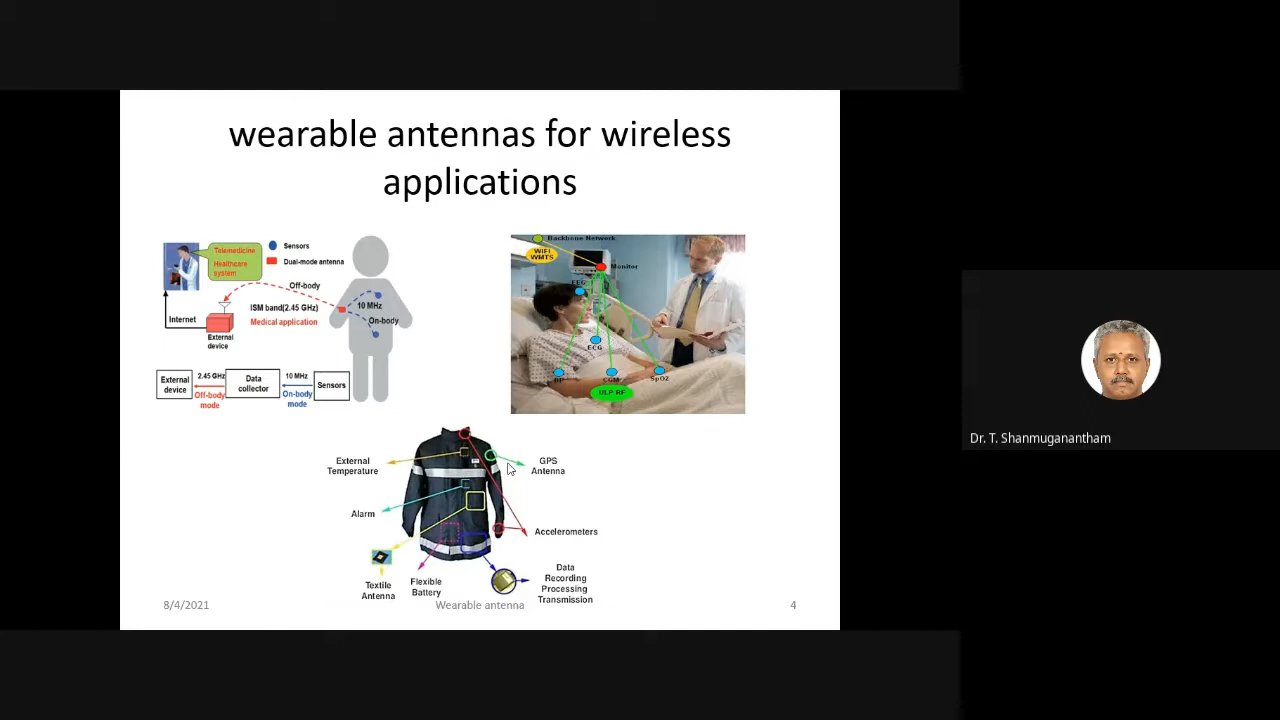 wearable antennas for wireless
applications
Telemedicine
Healthcare
system
Sensors
Dual-mode antenna
Off-body
ISM band(2.45 GHz)
Medical application
10 MHz
On-body
Internet
External
device
External
device
2.45 GHz
Off-body
mode
Data
collector
10 MHz
On-body
mode
Sensors
Backbone Network
WiFi
WMTS
Monitor
EEG
ECG
BP
CGM
SpO2
ULP RF
External
Temperature
GPS
Antenna
Alarm
Accelerometers
Textile
Antenna
Flexible
Battery
Data
Recording
Processing
Transmission
8/4/2021
Wearable antenna
4
Dr. T. Shanmuganantham